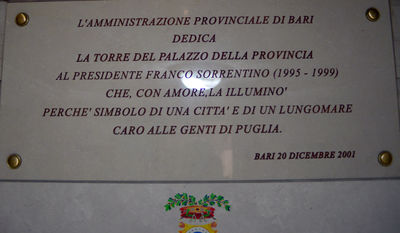 L'AMMINISTRAZIONE PROVINCIALE DI BARI
DEDICA
LA TORRE DEL PALAZZO DELLA PROVINCIA
AL PRESIDENTE FRANCO SORRENTINO (1995 - 1999)
CHE, CON AMORE, LA ILLUMINO'
PERCHE' SIMBOLO DI UNA CITTA' E DI UN LUNGOMARE
CARO ALLE GENTI DI PUGLIA.
BARI 20 DICEMBRE 2001